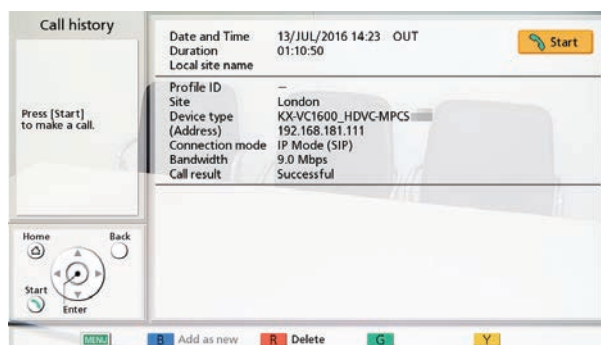 Call history
Press [Start]
to make a call.
Date and Time 13/JUL/2016 14:23 OUT
Duration 01:10:50
Local site name
Start
Profile ID –
Site London
Device type KX-VC1600_HDVC-MPCS
(Address) 192.168.181.111
Connection mode IP Mode (SIP)
Bandwidth 9.0 Mbps
Call result Successful
Home Back
Start
Enter
MENU B Add as new R Delete G Y